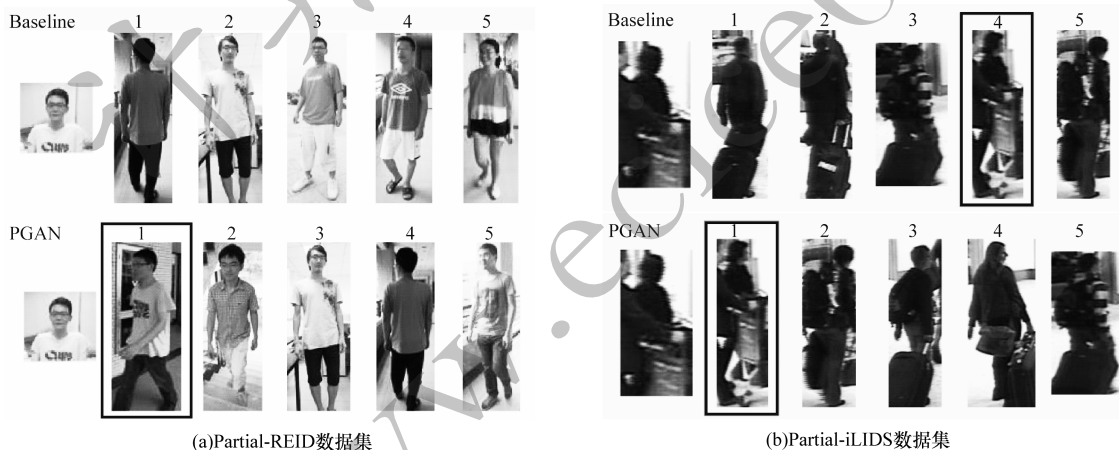 Baseline 1 2 3 4 5
PGAN 1 2 3 4 5
(a)Partial-REID数据集
Baseline 1 2 3 4 5
PGAN 1 2 3 4 5
(b)Partial-iLIDS数据集